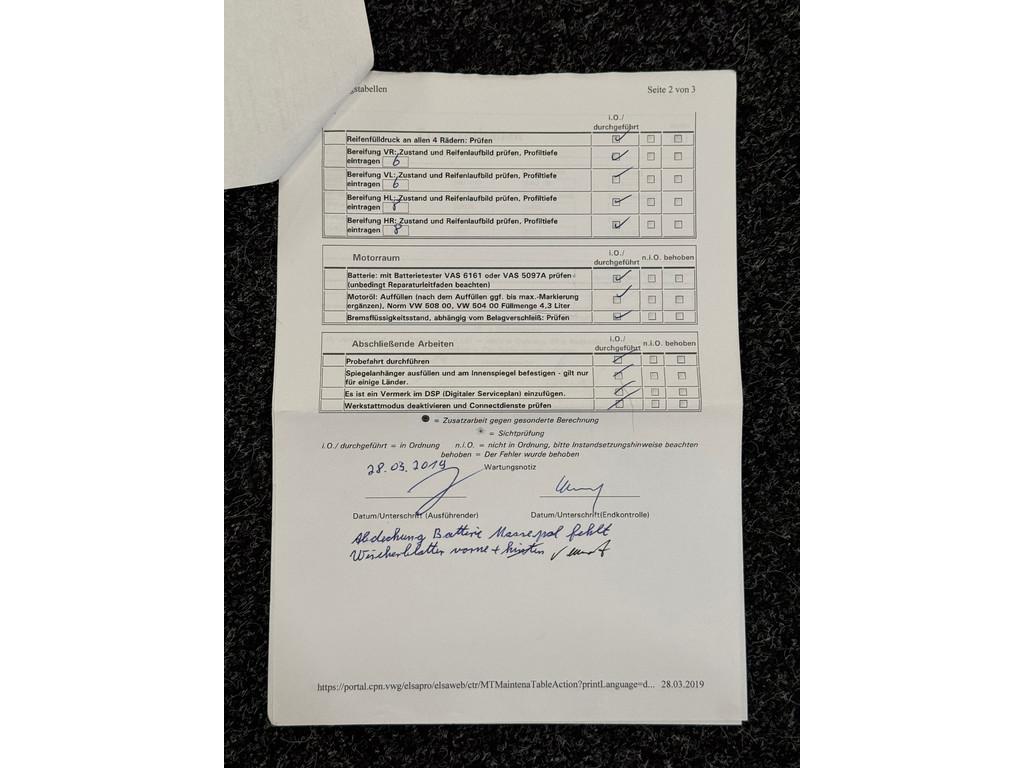 gstabellen Seite 2 von 3
i.O./
durchgeführt
Reifenfülldruck an allen 4 Rädern: Prüfen
Bereifung VR: Zustand und Reifenlaufbild prüfen, Profiltiefe
eintragen 6
Bereifung VL: Zustand und Reifenlaufbild prüfen, Profiltiefe
eintragen 6
Bereifung HL: Zustand und Reifenlaufbild prüfen, Profiltiefe
eintragen 8
Bereifung HR: Zustand und Reifenlaufbild prüfen, Profiltiefe
eintragen 8
Motorraum i.O./ durchgeführt n.i.O. behoben
Batterie: mit Batterietester VAS 6161 oder VAS 5097A prüfen
(unbedingt Reparaturleitfaden beachten)
Motoröl: Auffüllen (nach dem Auffüllen ggf. bis max.-Markierung
ergänzen), Norm VW 508 00, VW 504 00 Füllmenge 4,3 Liter
Bremsflüssigkeitsstand, abhängig vom Belagverschleiß: Prüfen
Abschließende Arbeiten i.O./ durchgeführt n.i.O. behoben
Probefahrt durchführen
Spiegelanhänger ausfüllen und am Innenspiegel befestigen - gilt nur
für einige Länder.
Es ist ein Vermerk im DSP (Digitaler Serviceplan) einzufügen.
Werkstattmodus deaktivieren und Connectdienste prüfen
= Zusatzarbeit gegen gesonderte Berechnung
* = Sichtprüfung
i.O./ durchgeführt = in Ordnung n.i.O. = nicht in Ordnung, bitte Instandsetzungshinweise beachten
behoben = Der Fehler wurde behoben
28.03.2019 Wartungsnotiz
Datum/Unterschrift (Ausführender) Datum/Unterschrift(Endkontrolle)
Abdeckung Batterie Massepol fehlt
Wischerblätter vorne + hinten
https://portal.cpn.vwg/elsapro/elsaweb/ctr/MTMaintenaTableAction?printLanguage=d... 28.03.2019